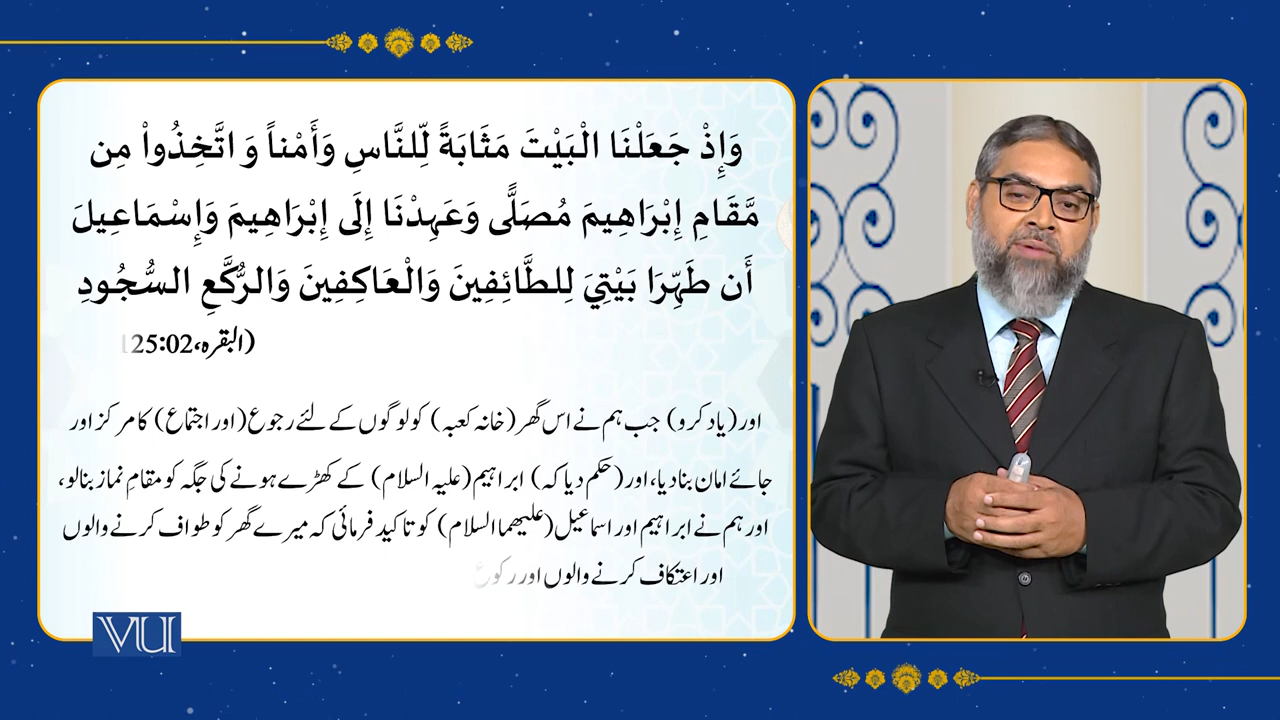 وَإِذْ جَعَلْنَا الْبَيْتَ مَثَابَةً لِّلنَّاسِ وَأَمْناً وَ اتَّخِذُواْ مِن
مَّقَامِ إِبْرَاهِيمَ مُصَلًّى وَعَهِدْنَا إِلَى إِبْرَاهِيمَ وَإِسْمَاعِيلَ
أَن طَهِّرَا بَيْتِيَ لِلطَّائِفِينَ وَالْعَاكِفِينَ وَالرُّكَّعِ السُّجُودِ
(البقرہ،25:02
اور (یاد کرو) جب ہم نے اس گھر (خانہ کعبہ) کو لوگوں کے لئے رجوع (اور اجتماع) کا مرکز اور
جائے امان بنا دیا، اور (حکم دیا کہ) ابراہیم (علیہ السلام) کے کھڑے ہونے کی جگہ کو مقامِ نماز بنا لو،
اور ہم نے ابراہیم اور اسماعیل (علیھما السلام) کو تاکید فرمائی کہ میرے گھر کو طواف کرنے والوں
اور اعتکاف کرنے والوں اور رکوع
VU